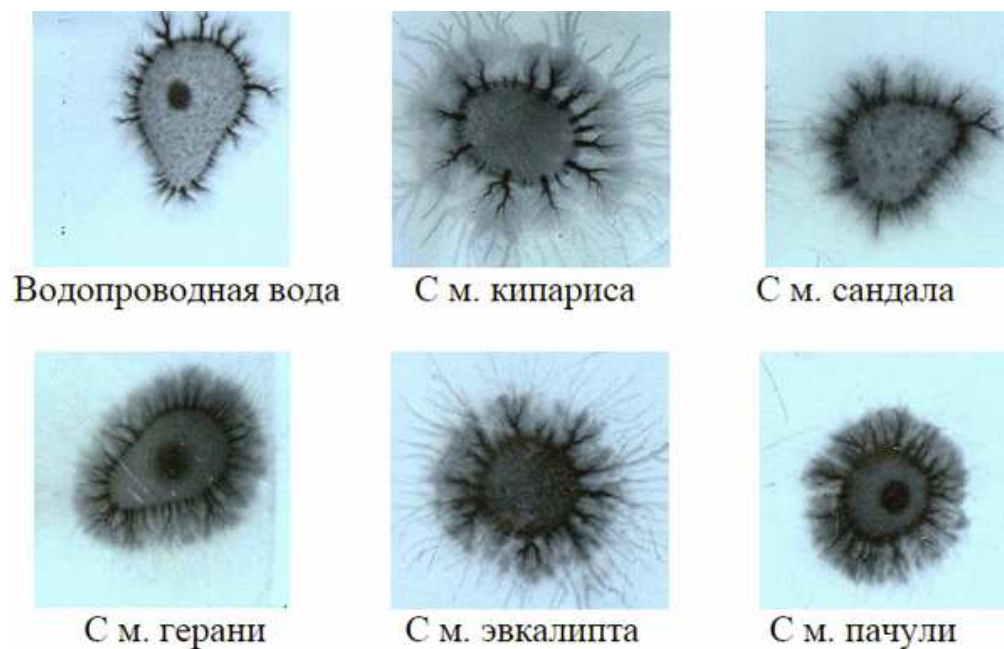 Водопроводная вода
С м. кипариса
С м. сандала
С м. герани
С м. эвкалипта
С м. пачули